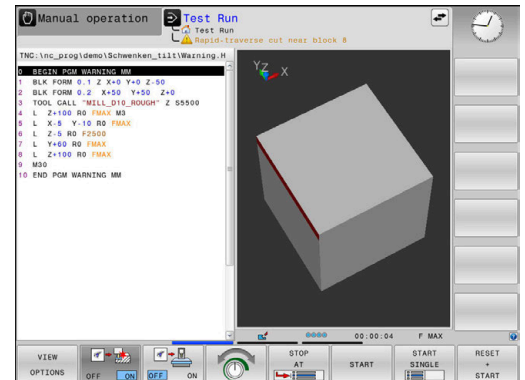 Manual operation
Test Run
Test Run
Rapid-traverse cut near block 8
TNC:\nc_prog\demo\Schwenken_tilt\Warning.H
0 BEGIN PGM WARNING MM
1 BLK FORM 0.1 Z X+0 Y+0 Z-50
2 BLK FORM 0.2 X+50 Y+50 Z+0
3 TOOL CALL "MILL_D10_ROUGH" Z S5500
4 L Z+100 R0 FMAX M3
5 L X-5 Y-10 R0 FMAX
6 L Z-5 R0 F2500
7 L Y+60 R0 FMAX
8 L Z+100 R0 FMAX
9 M30
10 END PGM WARNING MM
Y Z X
00:00:04 F MAX
VIEW OPTIONS
OFF ON
OFF ON
STOP AT
START
START SINGLE
RESET + START